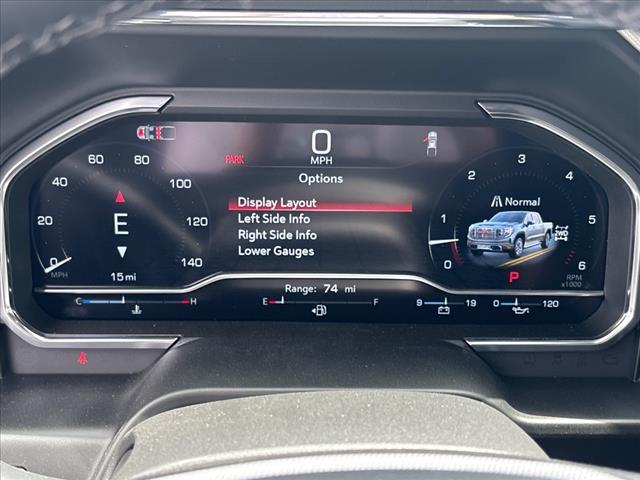 0
MPH
PARK
Options
Display Layout
Left Side Info
Right Side Info
Lower Gauges
0 20 40 60 80 100 120 140
MPH
E
15 mi
0 1 2 3 4 5 6
Normal
2WD
P
RPM
x1000
Range: 74 mi
C H
E F
9 19
0 120